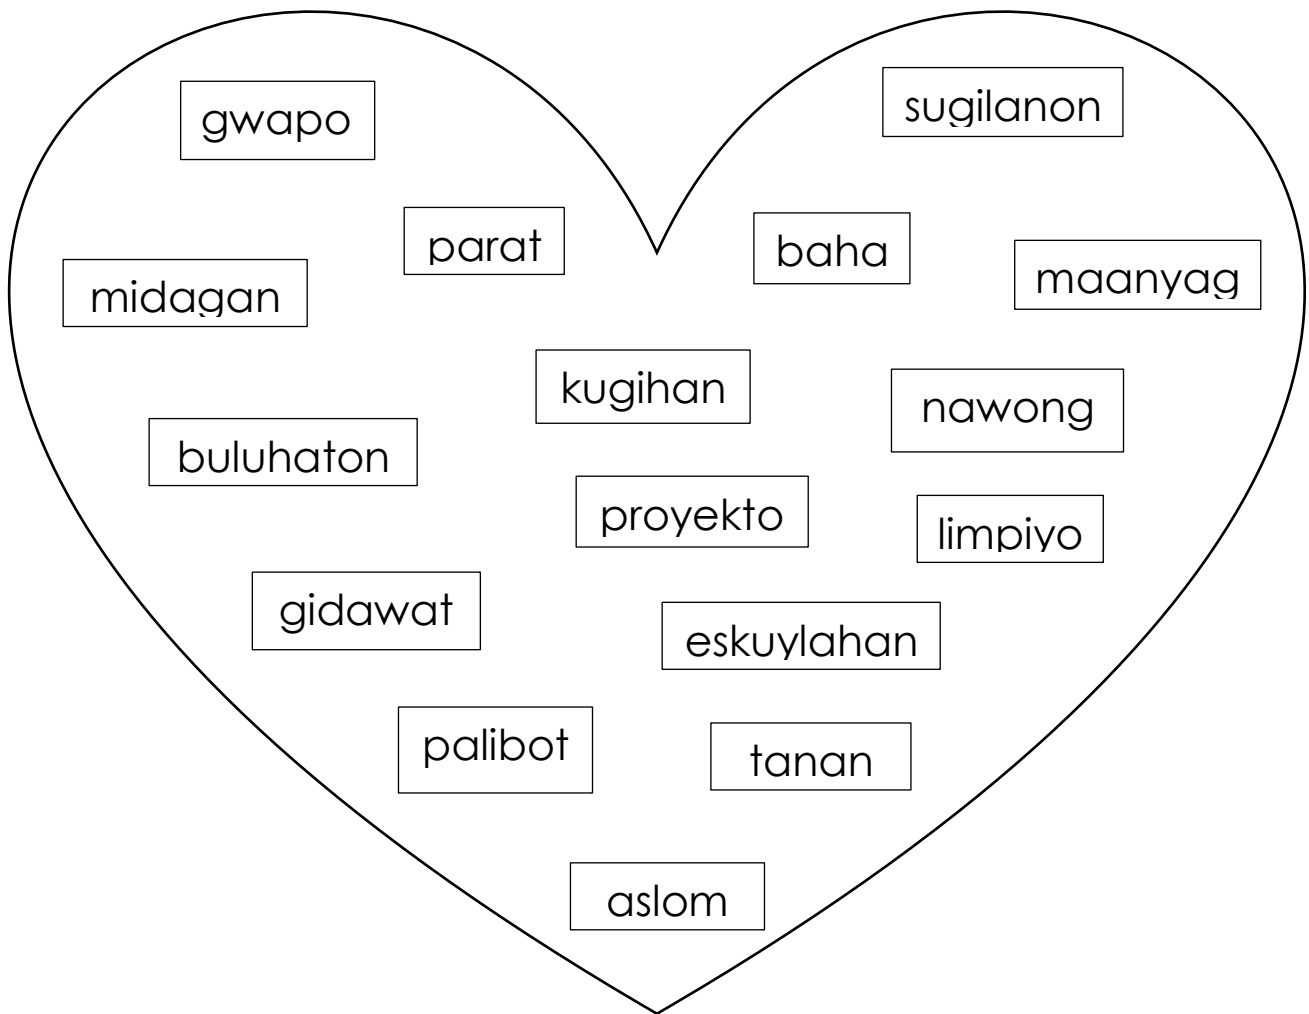 gwapo
sugilanon
parat
baha
maanyag
midagan
kugihan
nawong
buluhaton
proyekto
limpiyo
gidawat
eskuylahan
palibot
tanan
aslom